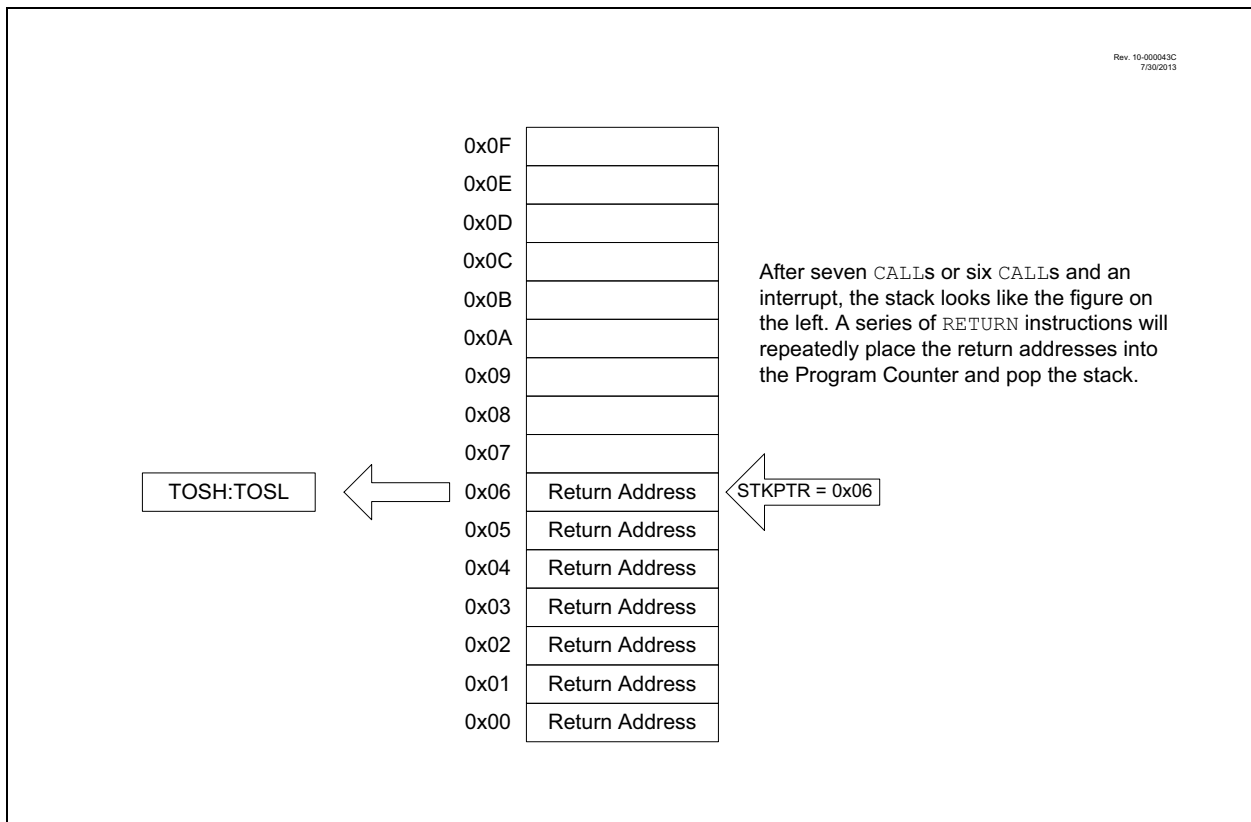 Rev. 10-000043C
7/30/2013
0x0F
0x0E
0x0D
0x0C
0x0B
0x0A
0x09
0x08
0x07
After seven CALLs or six CALLs and an
interrupt, the stack looks like the figure on
the left. A series of RETURN instructions will
repeatedly place the return addresses into
the Program Counter and pop the stack.
TOSH:TOSL
0x06 Return Address
STKPTR = 0x06
0x05 Return Address
0x04 Return Address
0x03 Return Address
0x02 Return Address
0x01 Return Address
0x00 Return Address